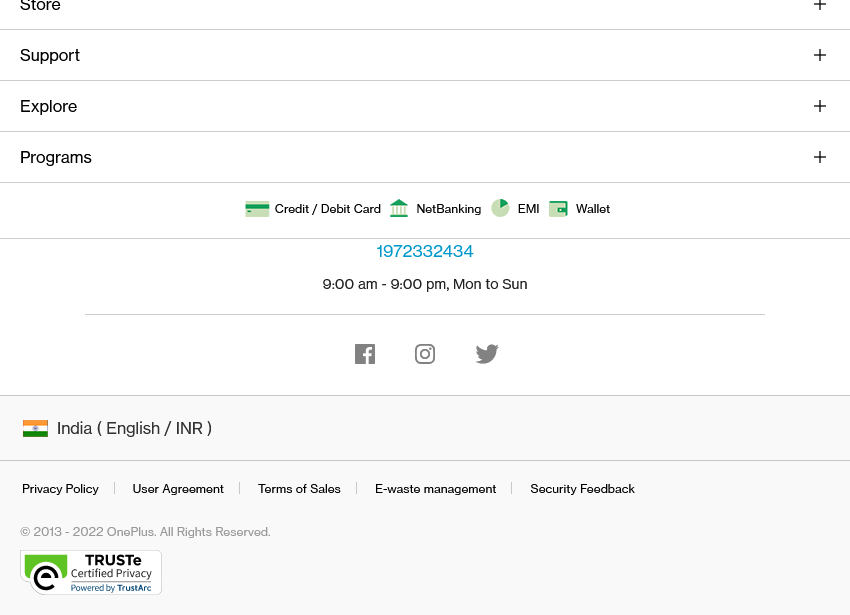 Store
Support
Explore
Programs
Credit / Debit Card NetBanking EMI Wallet
1972332434
9:00 am - 9:00 pm, Mon to Sun
India ( English / INR )
Privacy Policy User Agreement Terms of Sales E-waste management Security Feedback
© 2013 - 2022 OnePlus. All Rights Reserved.
TRUSTe
Certified Privacy
Powered by TrustArc